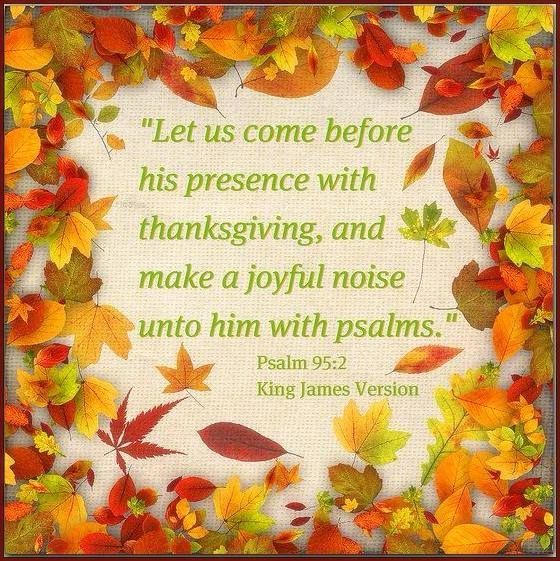 "Let us come before
his presence with
thanksgiving, and
make a joyful noise
unto him with psalms."
Psalm 95:2
King James Version